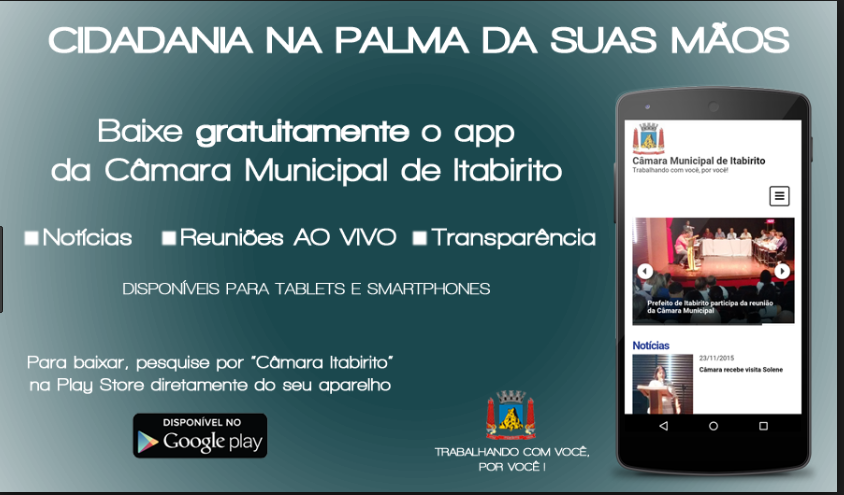 CIDADANIA NA PALMA DA SUAS MÃOS
Baixe gratuitamente o app
da Câmara Municipal de Itabirito
Notícias Reuniões AO VIVO Transparência
DISPONÍVEIS PARA TABLETS E SMARTPHONES
Para baixar, pesquise por "Câmara Itabirito"
na Play Store diretamente do seu aparelho
DISPONÍVEL NO
Google play
TRABALHANDO COM VOCÊ,
POR VOCÊ !
Câmara Municipal de Itabirito
Trabalhando com você, por você!
Prefeito de Itabirito participa da reunião
da Câmara Municipal
Notícias
23/11/2015
Câmara recebe visita Solene